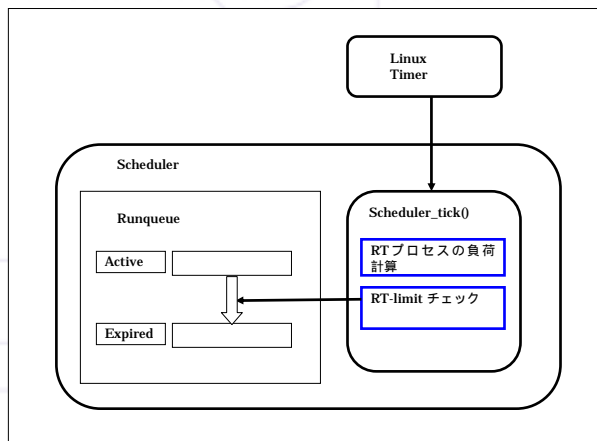 Linux
Timer
Scheduler
Runqueue
Scheduler_tick()
Active
RTプロセスの負荷
計算
RT-limit チェック
Expired